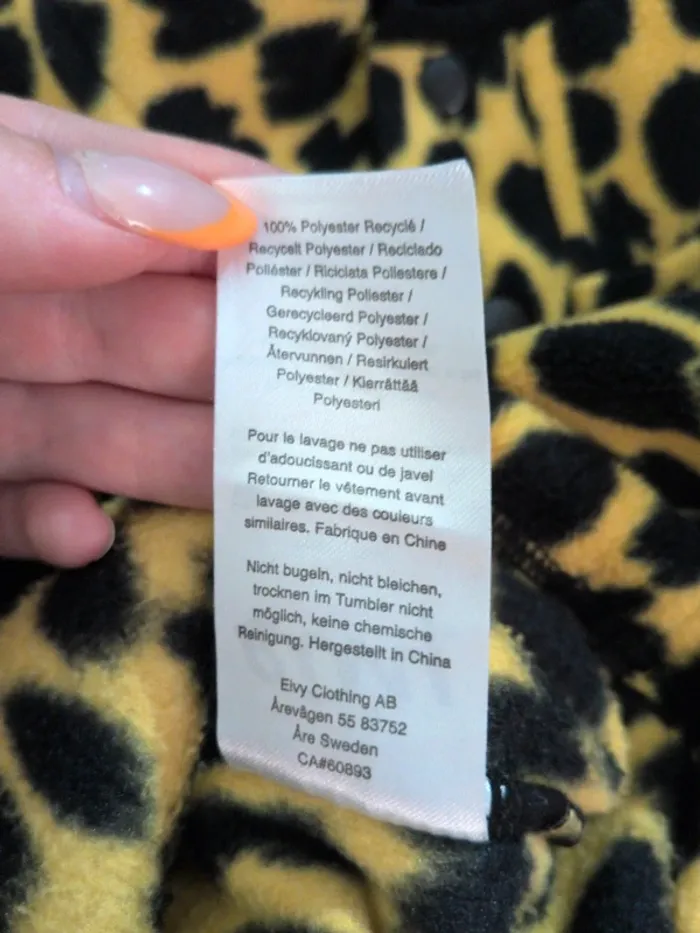 100% Polyester Recyclé /
Recycelt Polyester / Reciclado
Poliéster / Riciclata Poliestere /
Recykling Poliester /
Gerecycleerd Polyester /
Recyklovaný Polyester /
Återvunnen / Resirkulert
Polyester / Kierrättää
Polyesteri
Pour le lavage ne pas utiliser
d'adoucissant ou de javel
Retourner le vêtement avant
lavage avec des couleurs
similaires. Fabrique en Chine
Nicht bugeln, nicht bleichen,
trocknen im Tumbler nicht
möglich, keine chemische
Reinigung. Hergestellt in China
Eivy Clothing AB
Årevägen 55 83752
Åre Sweden
CA#60893